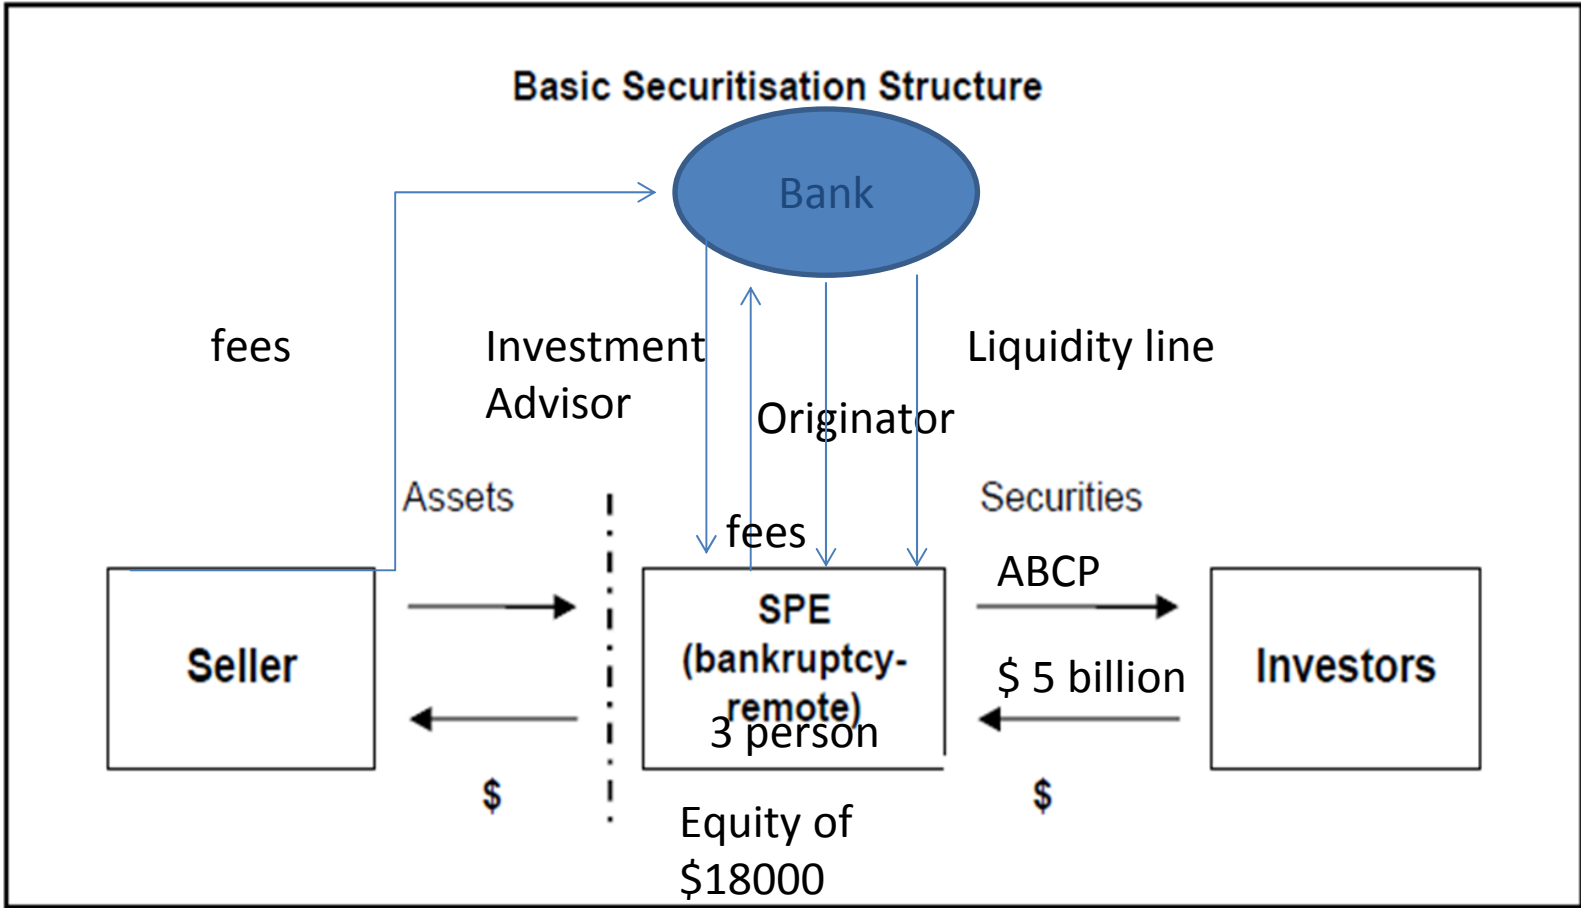 Basic Securitisation Structure
Bank
fees
Investment
Advisor
Liquidity line
Originator
Assets
Securities
fees
ABCP
Seller
SPE
(bankruptcy-
remote)
3 person
$ 5 billion
Investors
$
$
Equity of
$18000